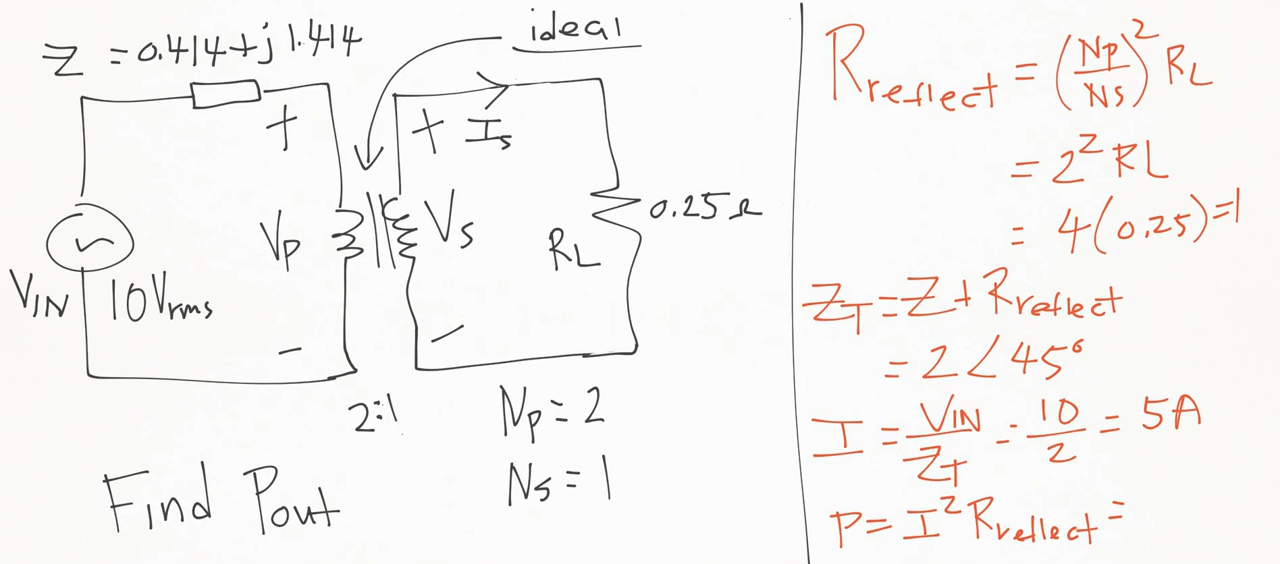 Z = 0.414+j1.414
ideal
+
+ Is
Vp
Vs
RL
0.25Ω
VIN 10Vrms
−
−
2:1
Np = 2
Ns = 1
Find Pout
Rreflect = (Np/Ns)² RL
= 2² RL
= 4(0.25)=1
ZT = Z + Rreflect
= 2∠45°
I = VIN/ZT = 10/2 = 5A
P = I² Rreflect =